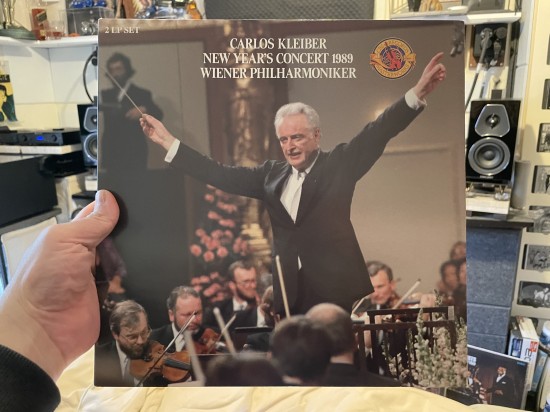 2 LP SET
CARLOS KLEIBER
NEW YEAR'S CONCERT 1989
WIENER PHILHARMONIKER